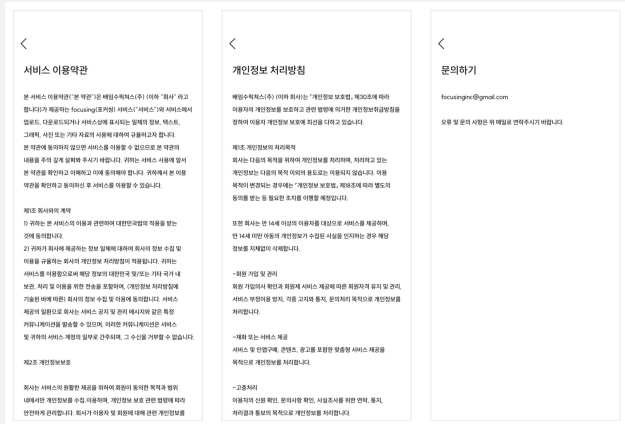 서비스 이용약관
본 서비스 이용약관("본 약관")은 배임수픽쳐스(주) (이하 "회사" 라고
합니다)가 제공하는 focusing(포커싱) 서비스("서비스")와 서비스에서
업로드, 다운로드되거나 서비스상에 표시되는 일체의 정보, 텍스트,
그래픽, 사진 또는 기타 자료의 사용에 대하여 규율하고자 합니다.
본 약관에 동의하지 않으면 서비스를 이용할 수 없으므로 본 약관의
내용을 주의 깊게 살펴봐 주시기 바랍니다. 귀하는 서비스 사용에 앞서
본 약관을 확인하고 이해하고 이에 동의해야 합니다. 귀하께서 본 이용
약관을 확인하고 동의하신 후 서비스를 이용할 수 있습니다.
제1조 회사와의 계약
1) 귀하는 본 서비스의 이용과 관련하여 대한민국법의 적용을 받는
것에 동의합니다.
2) 귀하가 회사에 제공하는 정보 일체에 대하여 회사의 정보 수집 및
이용을 규율하는 회사의 개인정보 처리방침이 적용됩니다. 귀하는
서비스를 이용함으로써 해당 정보의 대한민국 및/또는 기타 국가 내
보관, 처리 및 이용을 위한 전송을 포함하여, (개인정보 처리방침에
기술된 바에 따른) 회사의 정보 수집 및 이용에 동의합니다. 서비스
제공의 일환으로 회사는 서비스 공지 및 관리 메시지와 같은 특정
커뮤니케이션을 발송할 수 있으며, 이러한 커뮤니케이션은 서비스
및 귀하의 서비스 계정의 일부로 간주되며, 그 수신을 거부할 수 없습니다.
제2조 개인정보보호
회사는 서비스의 원활한 제공을 위하여 회원이 동의한 목적과 범위
내에서만 개인정보를 수집.이용하며, 개인정보 보호 관련 법령에 따라
안전하게 관리합니다. 회사가 이용자 및 회원에 대해 관련 개인정보를
개인정보 처리방침
배임수픽쳐스(주) (이하 회사)는 "개인정보 보호법」 제30조에 따라
이용자의 개인정보를 보호하고 관련 법령에 의거한 개인정보취급방침을
정하여 이용자 개인정보 보호에 최선을 다하고 있습니다.
제1조 개인정보의 처리목적
회사는 다음의 목적을 위하여 개인정보를 처리하며, 처리하고 있는
개인정보는 다음의 목적 이외의 용도로는 이용되지 않습니다. 이용
목적이 변경되는 경우에는 "개인정보 보호법」 제18조에 따라 별도의
동의를 받는 등 필요한 조치를 이행할 예정입니다.
또한 회사는 만 14세 이상의 이용자를 대상으로 서비스를 제공하며,
만 14세 미만 아동의 개인정보가 수집된 사실을 인지하는 경우 해당
정보를 지체없이 삭제합니다.
-회원 가입 및 관리
회원 가입의사 확인과 회원제 서비스 제공에 따른 회원자격 유지 및 관리,
서비스 부정이용 방지, 각종 고지와 통지, 문의처리 목적으로 개인정보를
처리합니다.
-재화 또는 서비스 제공
서비스 및 인앱구매, 콘텐츠, 광고를 포함한 맞춤형 서비스 제공을
목적으로 개인정보를 처리합니다.
-고충처리
이용자의 신원 확인, 문의사항 확인, 사실조사를 위한 연락, 통지,
처리결과 통보의 목적으로 개인정보를 처리합니다.
문의하기
focusinginc@gmail.com
오류 및 문의 사항은 위 메일로 연락주시기 바랍니다.